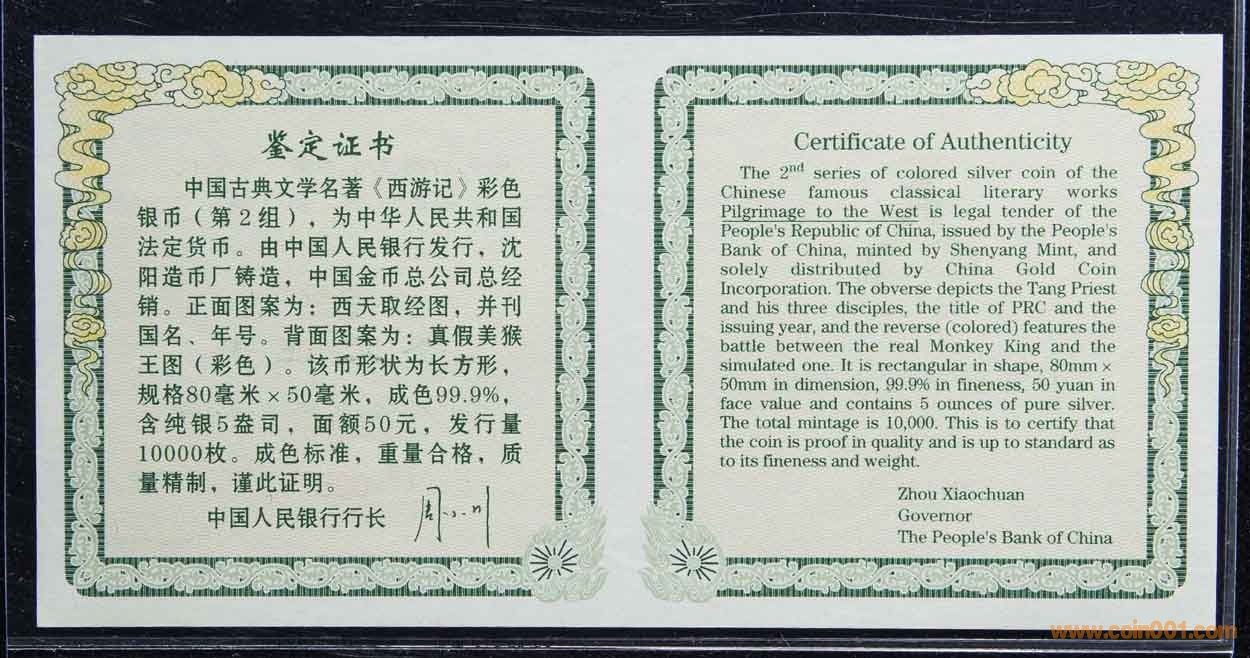 鉴定证书
中国古典文学名著《西游记》彩色
银币（第2组），为中华人民共和国
法定货币。由中国人民银行发行，沈
阳造币厂铸造，中国金币总公司总经
销。正面图案为：西天取经图，并刊
国名、年号。背面图案为：真假美猴
王图（彩色）。该币形状为长方形，
规格80毫米×50毫米，成色99.9%，
含纯银5盎司，面额50元，发行量
10000枚。成色标准，重量合格，质
量精制，谨此证明。
中国人民银行行长 周小川
Certificate of Authenticity
The 2nd series of colored silver coin of the
Chinese famous classical literary works
Pilgrimage to the West is legal tender of the
People's Republic of China, issued by the People's
Bank of China, minted by Shenyang Mint, and
solely distributed by China Gold Coin
Incorporation. The obverse depicts the Tang Priest
and his three disciples, the title of PRC and the
issuing year, and the reverse (colored) features the
battle between the real Monkey King and the
simulated one. It is rectangular in shape, 80mm×
50mm in dimension, 99.9% in fineness, 50 yuan in
face value and contains 5 ounces of pure silver.
The total mintage is 10,000. This is to certify that
the coin is proof in quality and is up to standard as
to its fineness and weight.
Zhou Xiaochuan
Governor
The People's Bank of China
www.coin001.com